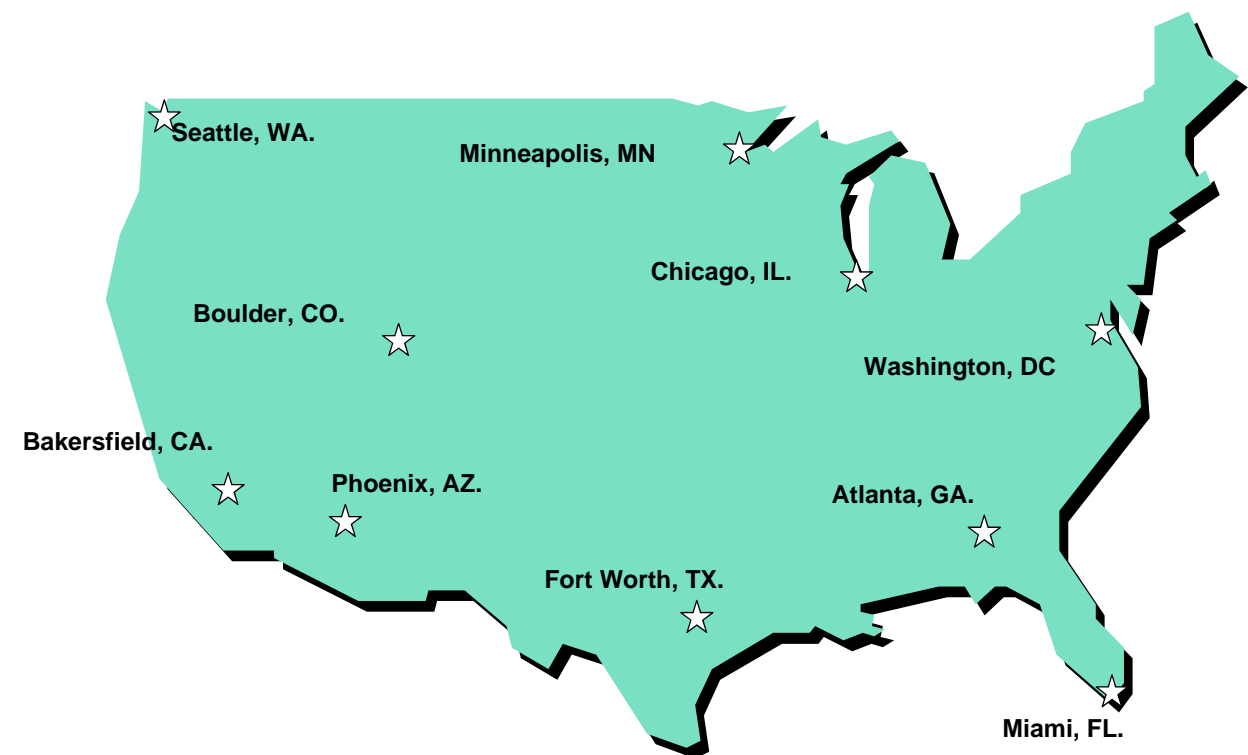 Seattle, WA.
Minneapolis, MN
Chicago, IL.
Boulder, CO.
Washington, DC
Bakersfield, CA.
Phoenix, AZ.
Atlanta, GA.
Fort Worth, TX.
Miami, FL.